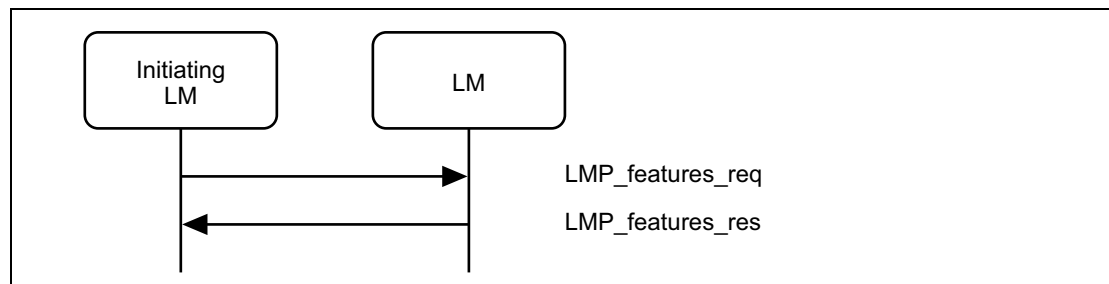 Initiating
LM
LM
LMP_features_req
LMP_features_res